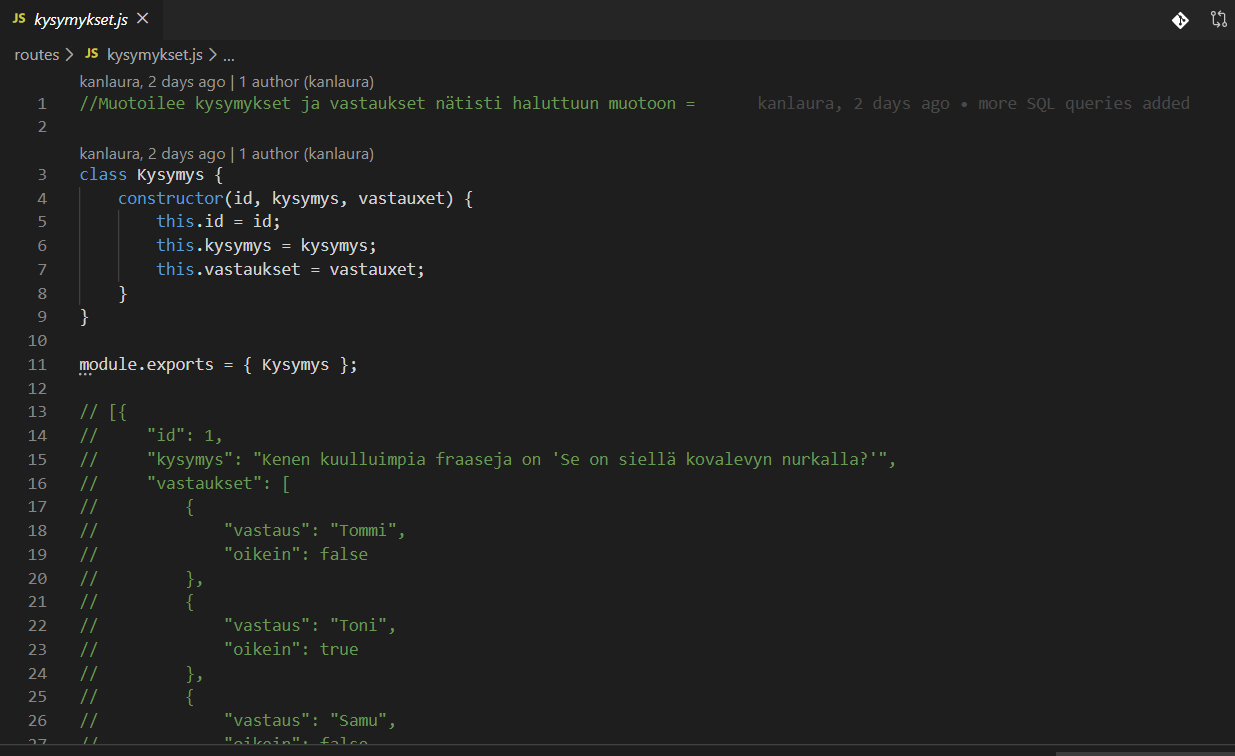 JS kysymykset.js
routes > JS kysymykset.js > ...
kanlaura, 2 days ago | 1 author (kanlaura)
1 //Muotoilee kysymykset ja vastaukset nätisti haluttuun muotoon = kanlaura, 2 days ago • more SQL queries added
2
kanlaura, 2 days ago | 1 author (kanlaura)
3 class Kysymys {
4 constructor(id, kysymys, vastauxet) {
5 this.id = id;
6 this.kysymys = kysymys;
7 this.vastaukset = vastauxet;
8 }
9 }
10
11 module.exports = { Kysymys };
12
13 // [{
14 // "id": 1,
15 // "kysymys": "Kenen kuulluimpia fraaseja on 'Se on siellä kovalevyn nurkalla?'",
16 // "vastaukset": [
17 // {
18 // "vastaus": "Tommi",
19 // "oikein": false
20 // },
21 // {
22 // "vastaus": "Toni",
23 // "oikein": true
24 // },
25 // {
26 // "vastaus": "Samu",
27 // "oikein": false